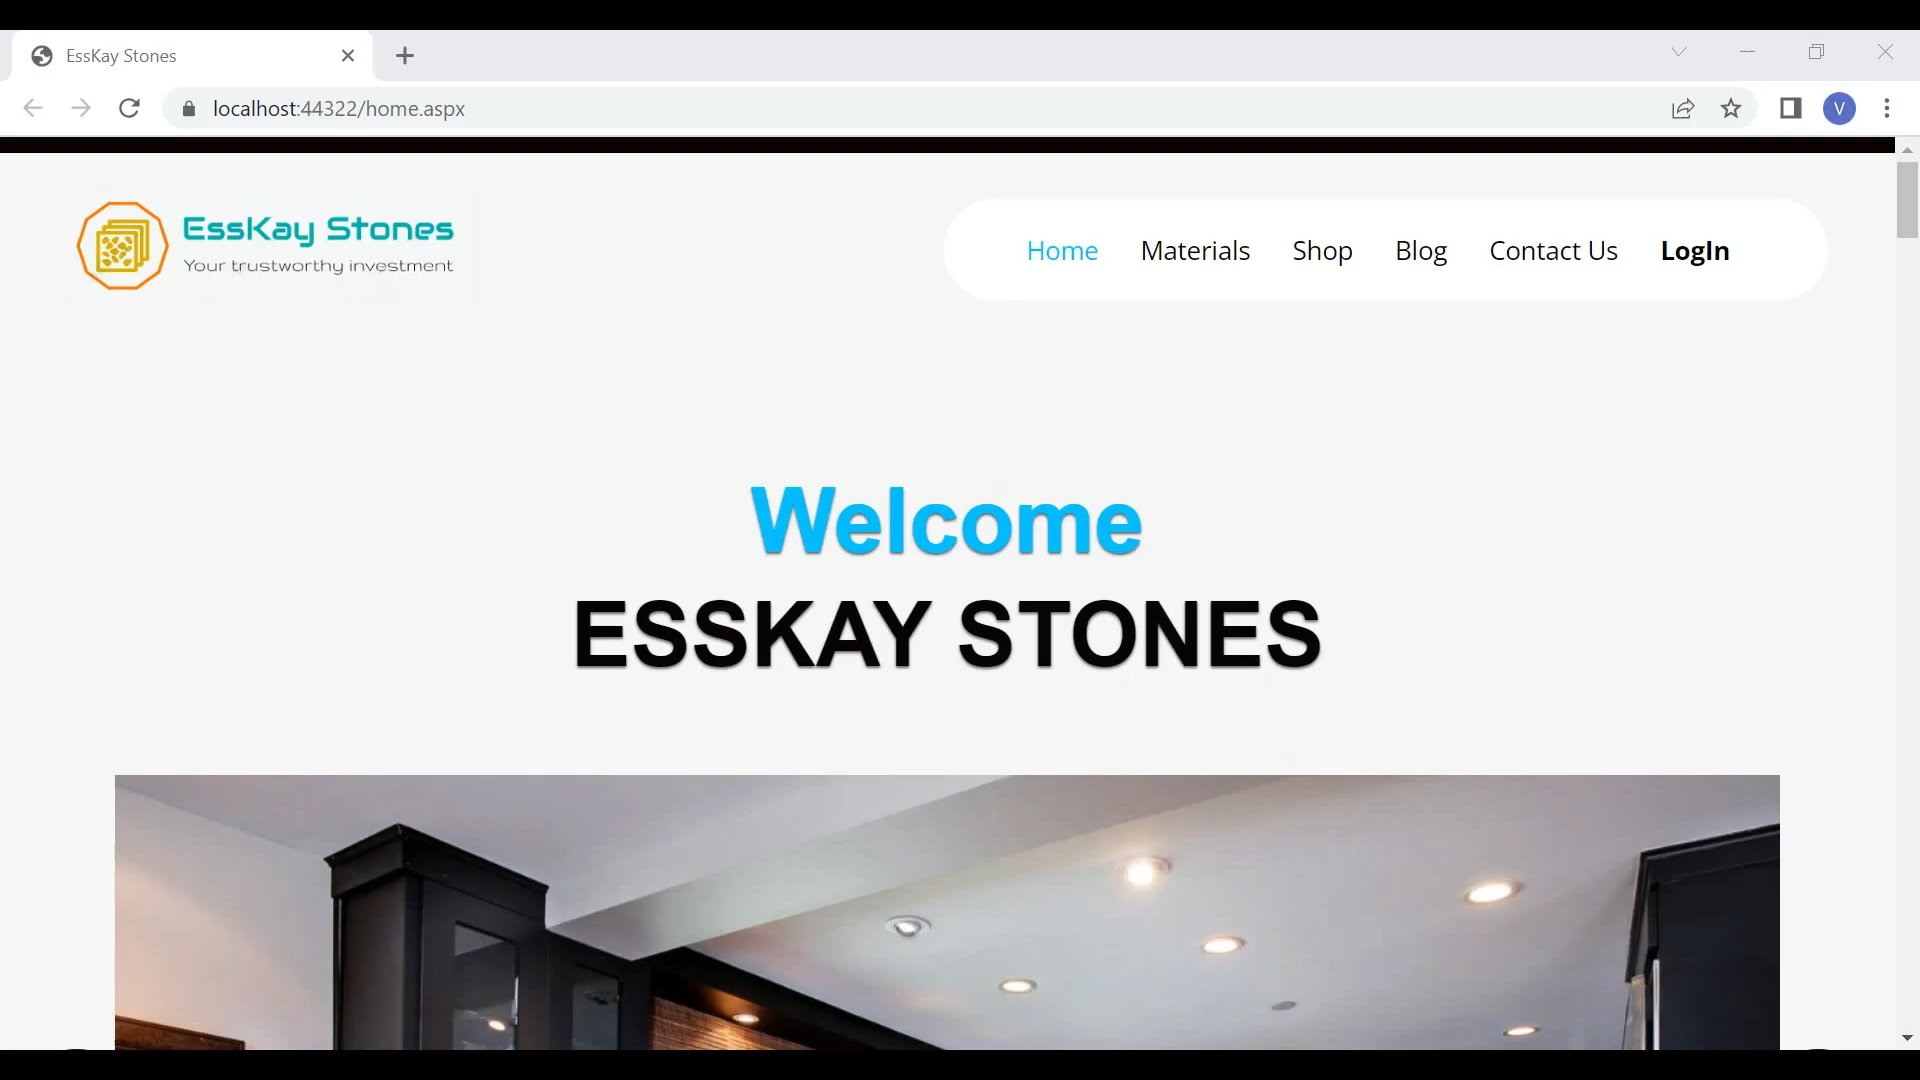 EssKay Stones
localhost:44322/home.aspx
V
EssKay Stones
Your trustworthy investment
Home Materials Shop Blog Contact Us LogIn
Welcome
ESSKAY STONES